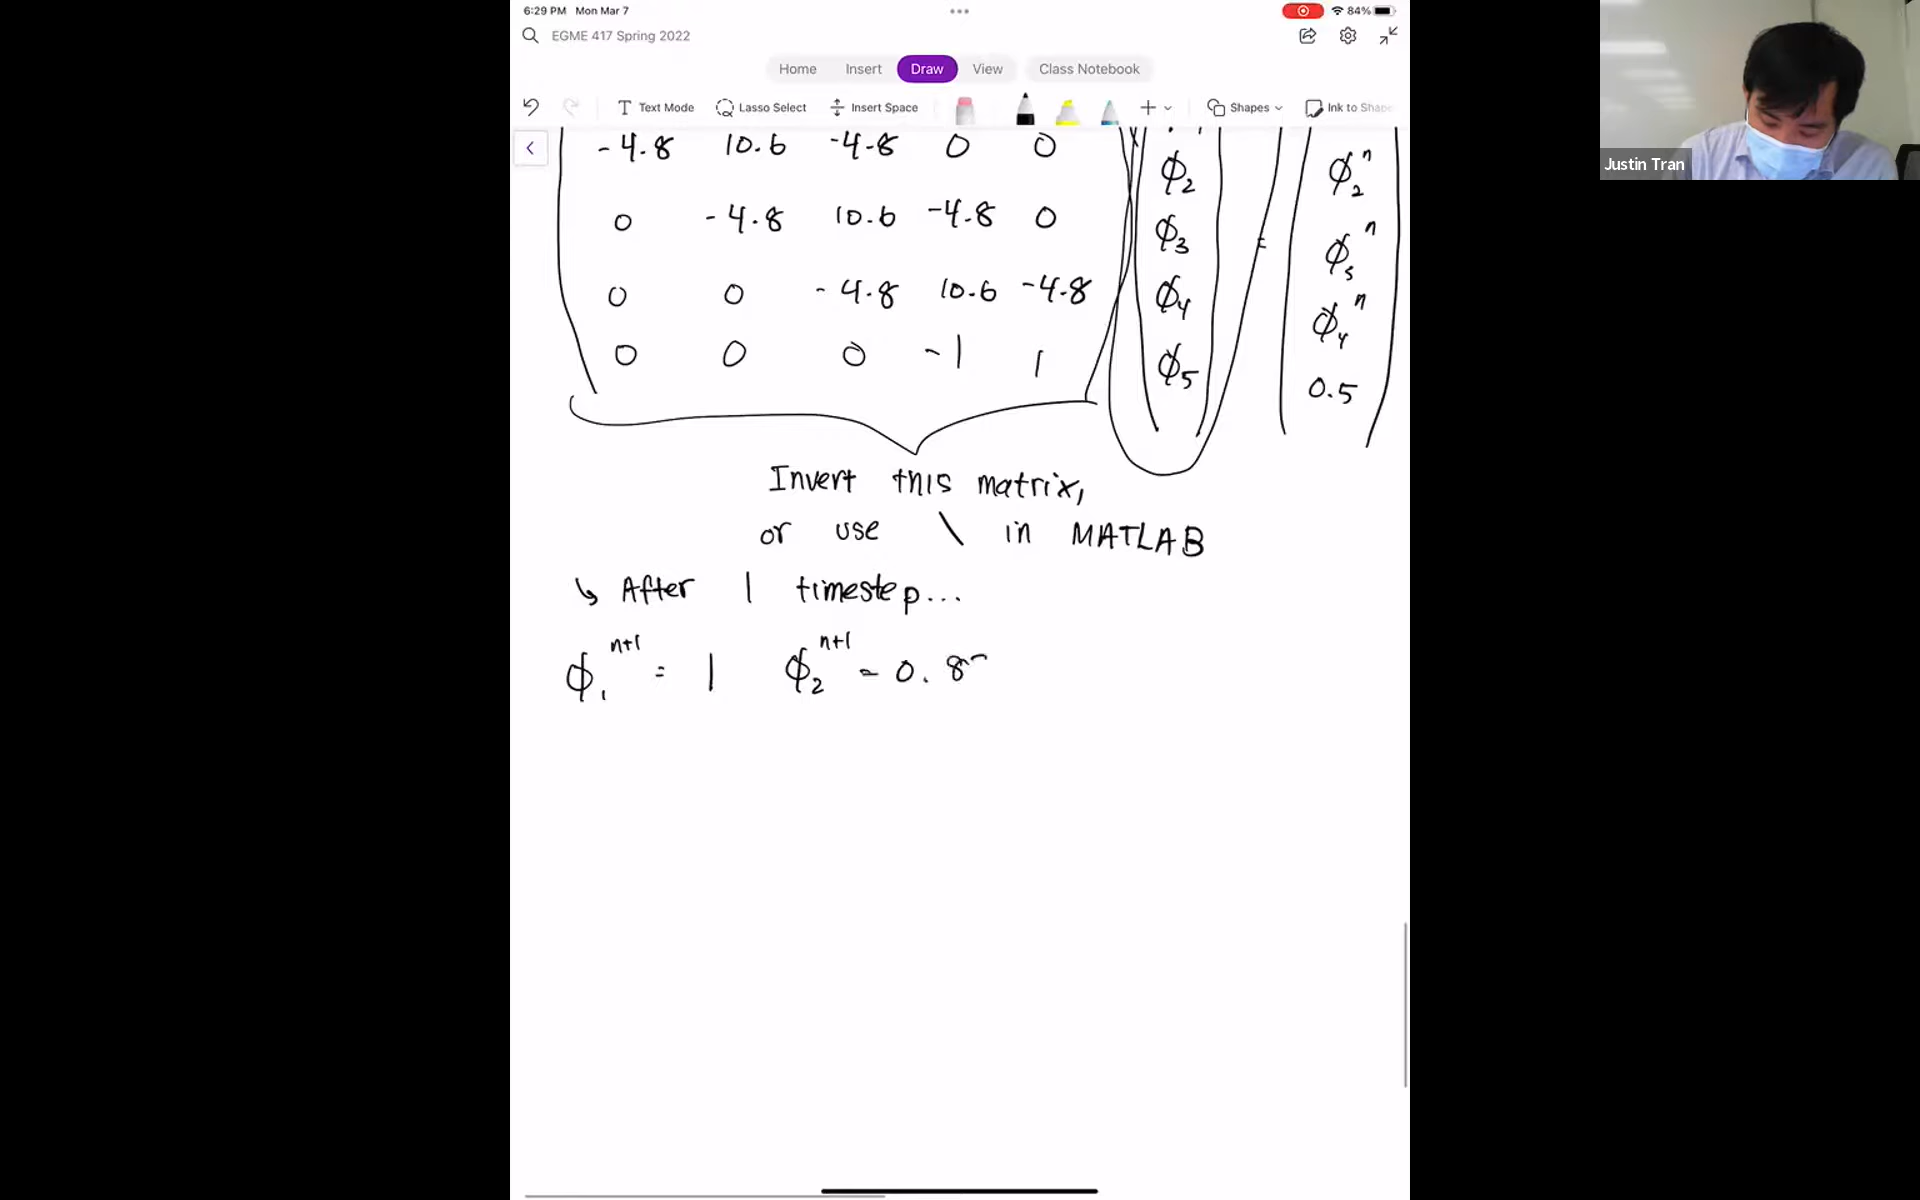 6:29 PM Mon Mar 7
84%
EGME 417 Spring 2022
Home Insert Draw View Class Notebook
Text Mode Lasso Select Insert Space Shapes Ink to Shape
Justin Tran
-4.8 10.6 -4.8 0 0 ϕ₂ ϕ₂ⁿ
0 -4.8 10.6 -4.8 0 ϕ₃ = ϕ₃ⁿ
0 0 -4.8 10.6 -4.8 ϕ₄ ϕ₄ⁿ
0 0 0 -1 1 ϕ₅ 0.5
Invert this matrix,
or use \ in MATLAB
↳ After 1 timestep...
ϕ₁ⁿ⁺¹ = 1 ϕ₂ⁿ⁺¹ = 0.8